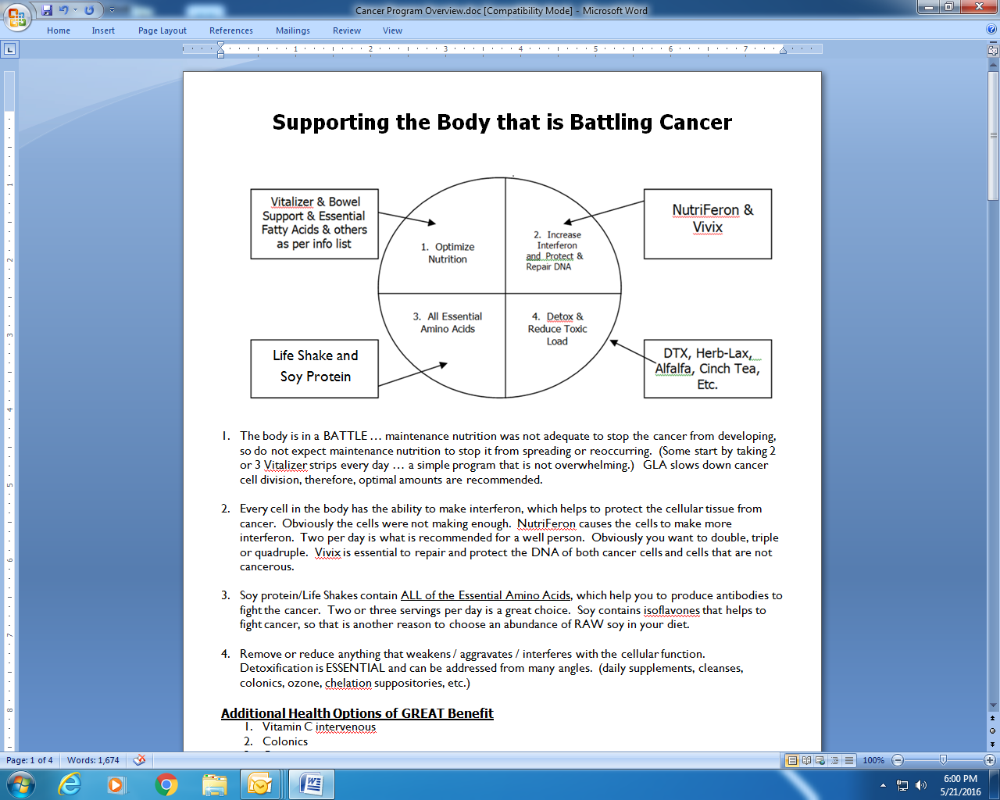 Cancer Program Overview.doc [Compatibility Mode] - Microsoft Word
Home Insert Page Layout References Mailings Review View
1 2 3 4 5 6 7
Supporting the Body that is Battling Cancer
Vitalizer & Bowel
Support & Essential
Fatty Acids & others
as per info list
NutriFeron &
Vivix
1. Optimize
Nutrition
2. Increase
Interferon
and Protect &
Repair DNA
3. All Essential
Amino Acids
4. Detox &
Reduce Toxic
Load
Life Shake and
Soy Protein
DTX, Herb-Lax,
Alfalfa, Cinch Tea,
Etc.
1. The body is in a BATTLE … maintenance nutrition was not adequate to stop the cancer from developing,
so do not expect maintenance nutrition to stop it from spreading or reoccurring. (Some start by taking 2
or 3 Vitalizer strips every day … a simple program that is not overwhelming.) GLA slows down cancer
cell division, therefore, optimal amounts are recommended.
2. Every cell in the body has the ability to make interferon, which helps to protect the cellular tissue from
cancer. Obviously the cells were not making enough. NutriFeron causes the cells to make more
interferon. Two per day is what is recommended for a well person. Obviously you want to double, triple
or quadruple. Vivix is essential to repair and protect the DNA of both cancer cells and cells that are not
cancerous.
3. Soy protein/Life Shakes contain ALL of the Essential Amino Acids, which help you to produce antibodies to
fight the cancer. Two or three servings per day is a great choice. Soy contains isoflavones that helps to
fight cancer, so that is another reason to choose an abundance of RAW soy in your diet.
4. Remove or reduce anything that weakens / aggravates / interferes with the cellular function.
Detoxification is ESSENTIAL and can be addressed from many angles. (daily supplements, cleanses,
colonics, ozone, chelation suppositories, etc.)
Additional Health Options of GREAT Benefit
1. Vitamin C intervenous
2. Colonics
1 2 3 4 5 6 7 8
Page: 1 of 4 Words: 1,674 100%
6:00 PM
5/21/2016